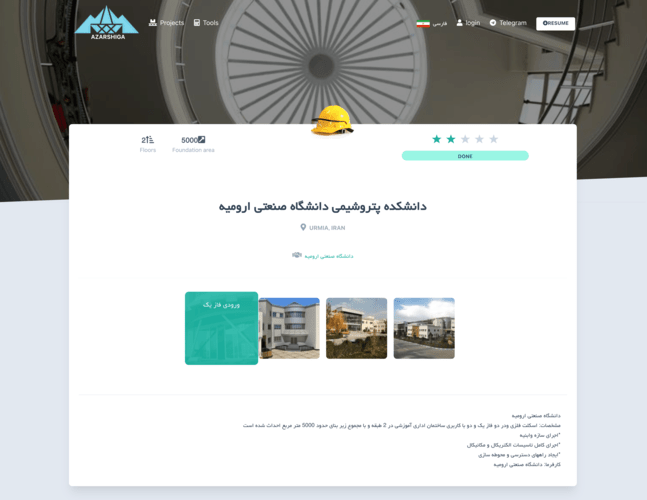 AZARSHIGA
Projects
Tools
فارسی
login
Telegram
RESUME
2
Floors
5000
Foundation area
DONE
دانشکده پتروشیمی دانشگاه صنعتی ارومیه
URMIA, IRAN
دانشگاه صنعتی ارومیه
ورودی فاز یک
دانشگاه صنعتی ارومیه
مشخصات: اسکلت فلزی ودر دو فاز یک و دو با کاربری ساختمان اداری آموزشی در 2 طبقه و با مجموع زیر بنای حدود 5000 متر مربع احداث شده است
*اجرای سازه وابنیه
*اجرای کامل تاسیسات الکتریکال و مکانیکال
*ایجاد راههای دسترسی و محوطه سازی
کارفرما: دانشگاه صنعتی ارومیه